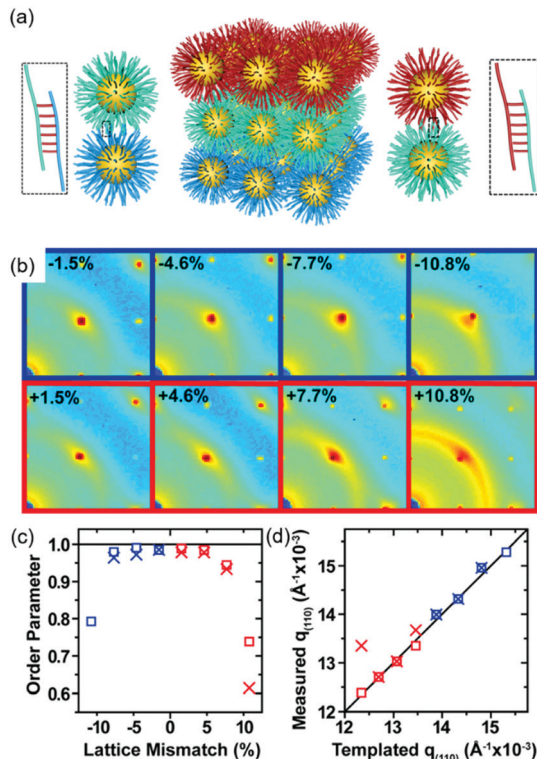 (a)
(b)
-1.5% -4.6% -7.7% -10.8%
+1.5% +4.6% +7.7% +10.8%
(c)
Order Parameter
1.0
0.9
0.8
0.7
0.6
-10 -5 0 5 10
Lattice Mismatch (%)
(d)
Measured q(110) (Å-1x10-3)
15
14
13
12
12 13 14 15
Templated q(110) (Å-1x10-3)